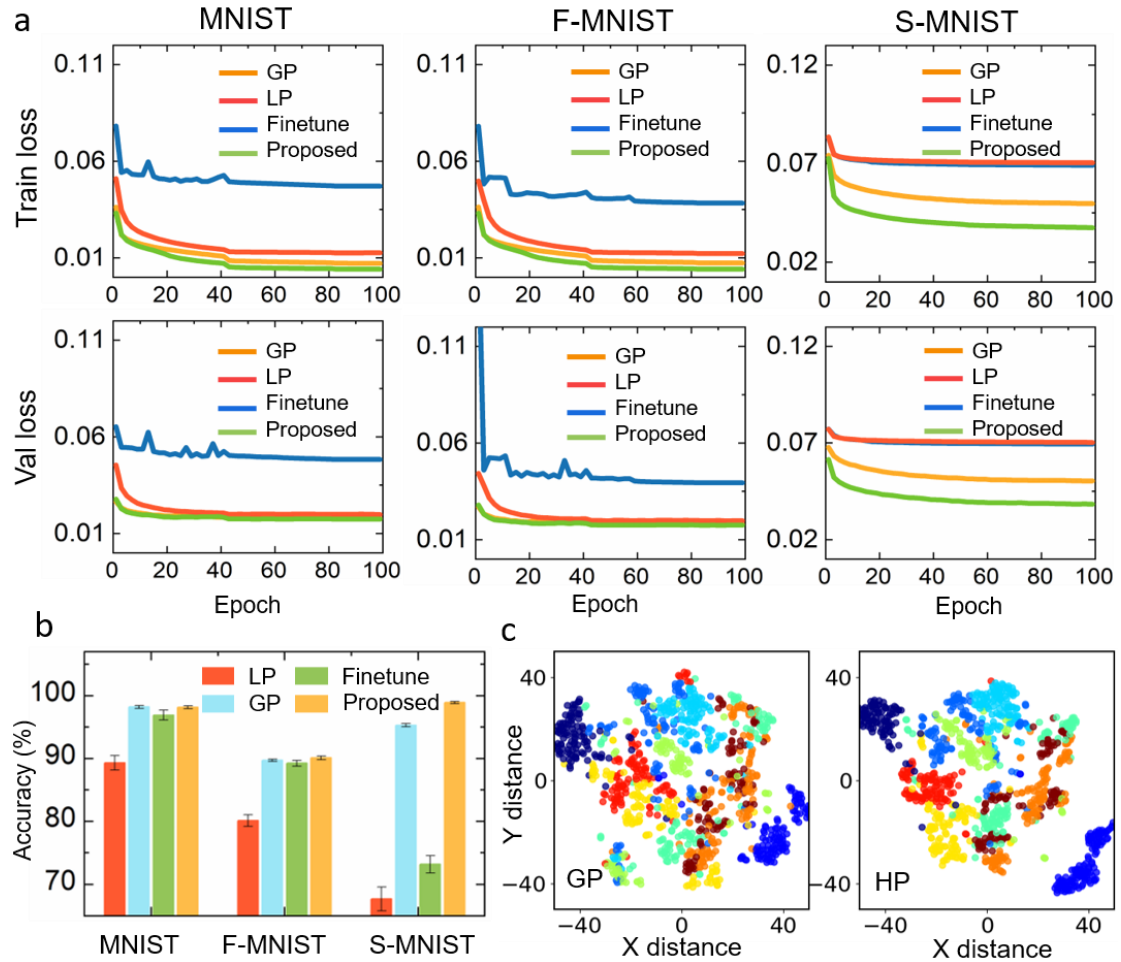 a
MNIST
F-MNIST
S-MNIST
Train loss
0.11
0.06
0.01
GP
LP
Finetune
Proposed
0 20 40 60 80 100
0.11
0.06
0.01
GP
LP
Finetune
Proposed
0 20 40 60 80 100
0.12
0.07
0.02
GP
LP
Finetune
Proposed
0 20 40 60 80 100
Val loss
0.11
0.06
0.01
GP
LP
Finetune
Proposed
0 20 40 60 80 100
Epoch
0.11
0.06
0.01
GP
LP
Finetune
Proposed
0 20 40 60 80 100
Epoch
0.12
0.07
0.02
GP
LP
Finetune
Proposed
0 20 40 60 80 100
Epoch
b
Accuracy (%)
100
90
80
70
LP
Finetune
GP
Proposed
MNIST F-MNIST S-MNIST
c
Y distance
40
0
−40
GP
−40 0 40
X distance
40
0
−40
HP
−40 0 40
X distance